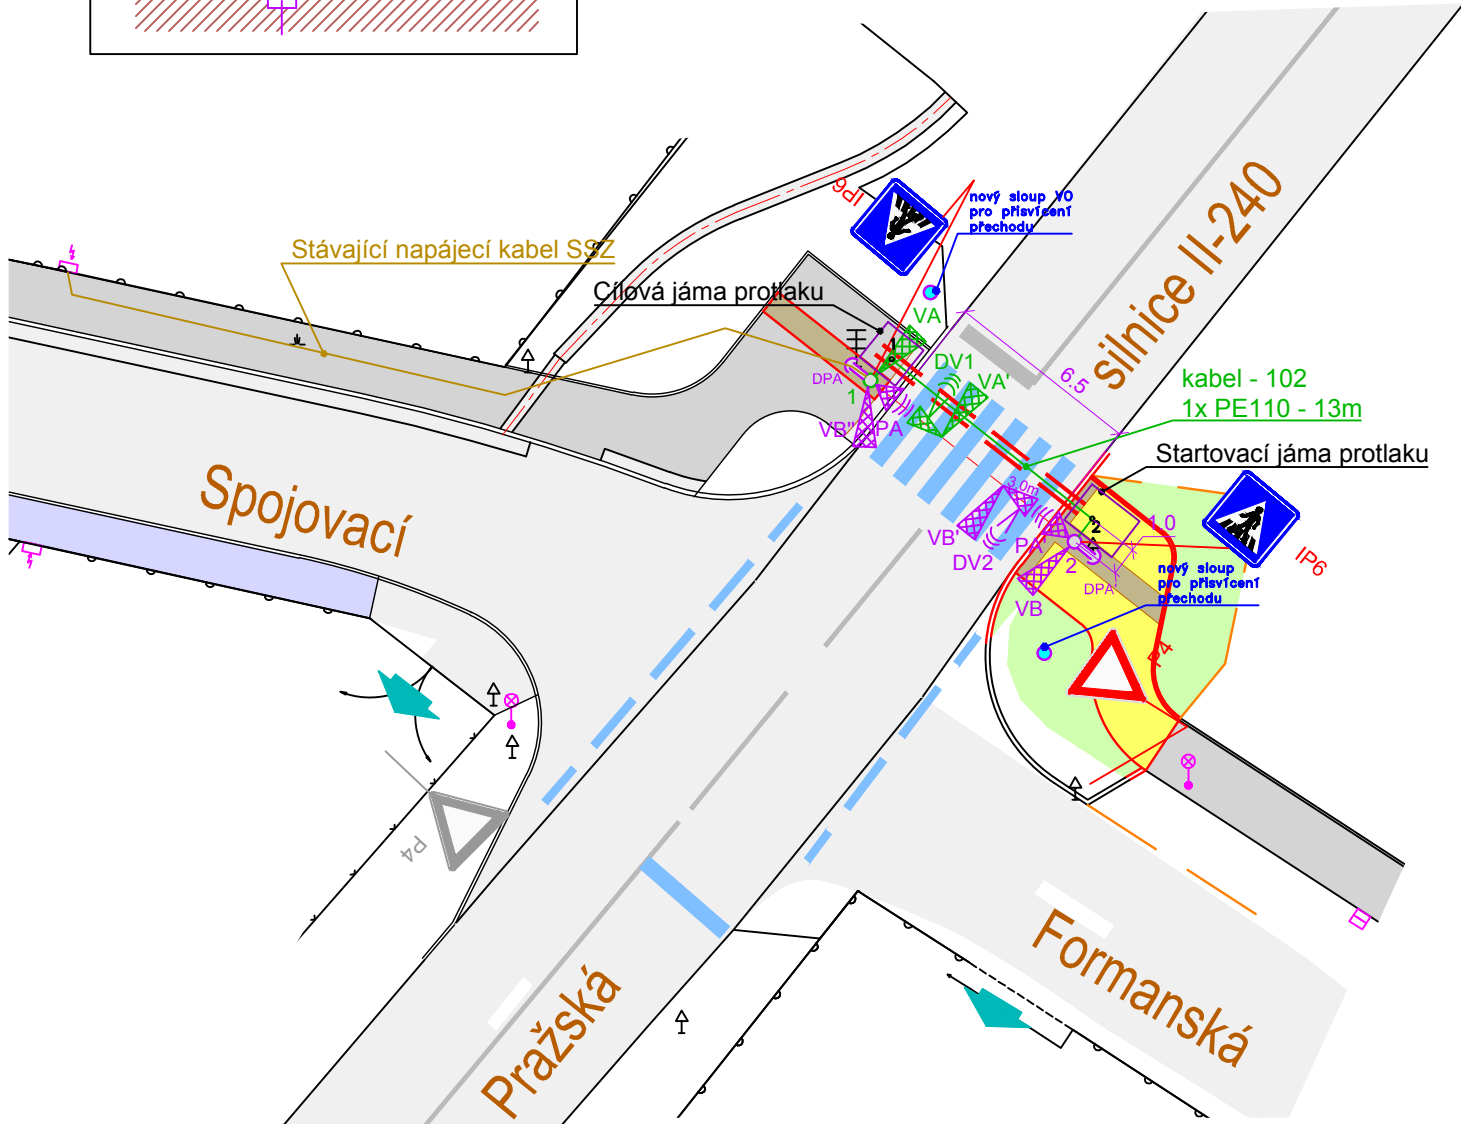 IP6
nový sloup VO
pro přisvícení
přechodu
silnice II-240
Stávající napájecí kabel SSZ
Cílová jáma protlaku
VA
1
DV1
6.5
VA'
DPA
1
kabel - 102
1x PE110 - 13m
VB"
PA
Startovací jáma protlaku
Spojovací
3.0m
2
1.0
VB'
PA'
DV2
2
IP6
DPA'
nový sloup
pro přisvícení
přechodu
VB
P4
P4
Formanská
Pražská